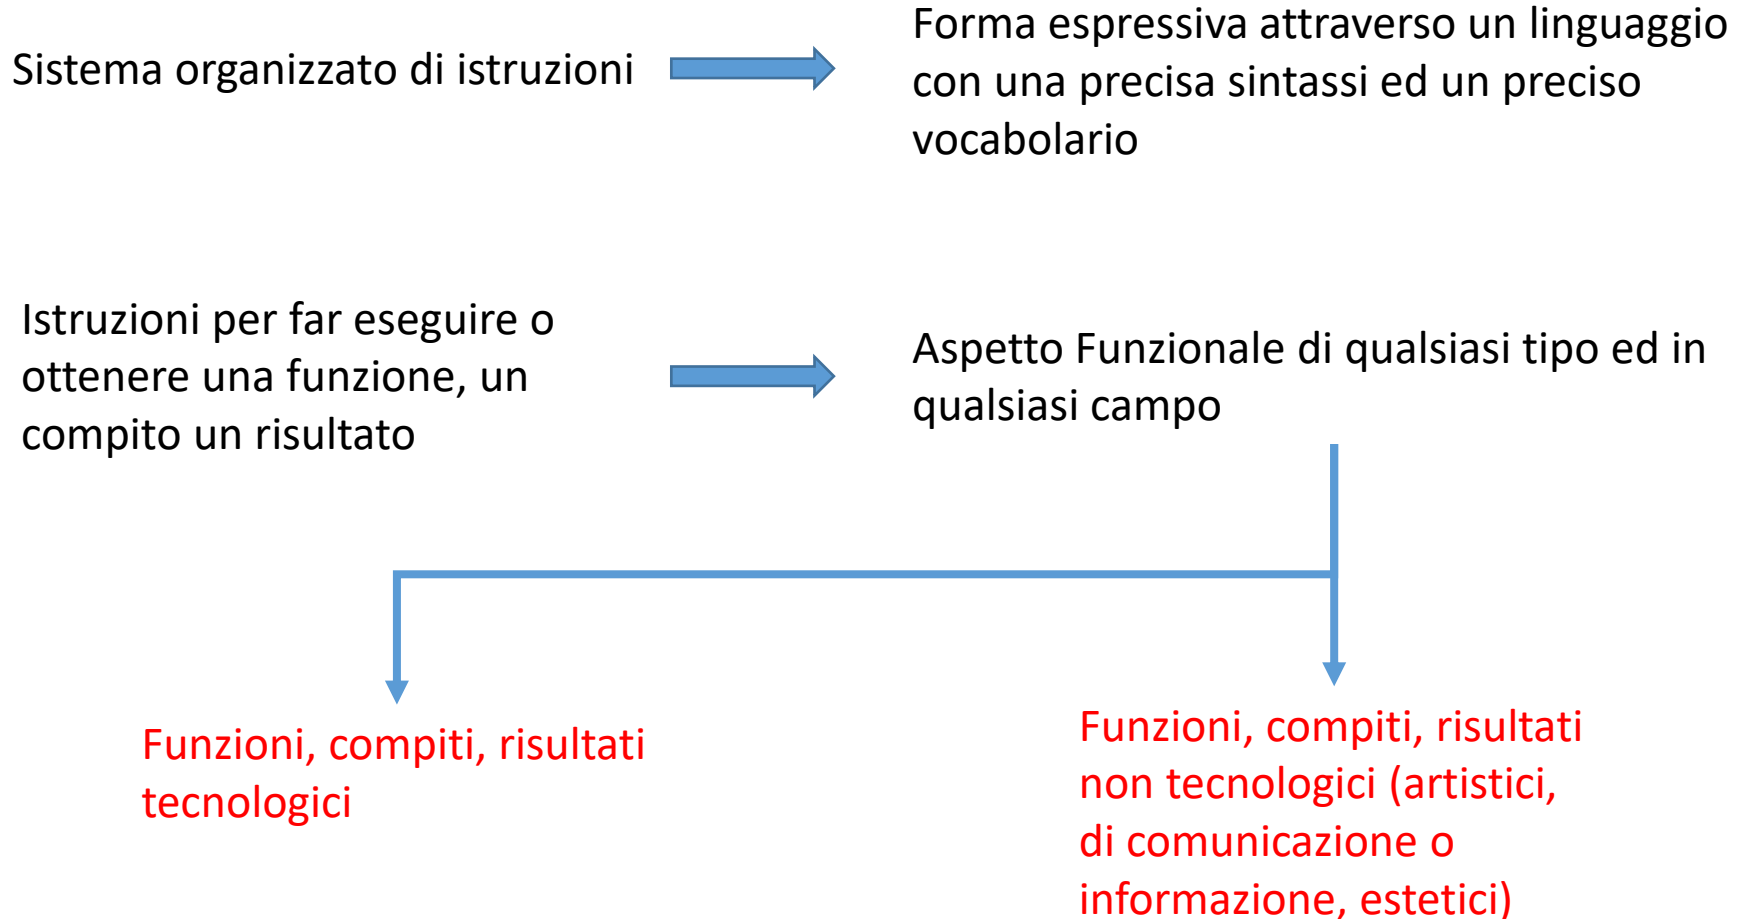 Sistema organizzato di istruzioni
Forma espressiva attraverso un linguaggio
con una precisa sintassi ed un preciso
vocabolario
Istruzioni per far eseguire o
ottenere una funzione, un
compito un risultato
Aspetto Funzionale di qualsiasi tipo ed in
qualsiasi campo
Funzioni, compiti, risultati
tecnologici
Funzioni, compiti, risultati
non tecnologici (artistici,
di comunicazione o
informazione, estetici)